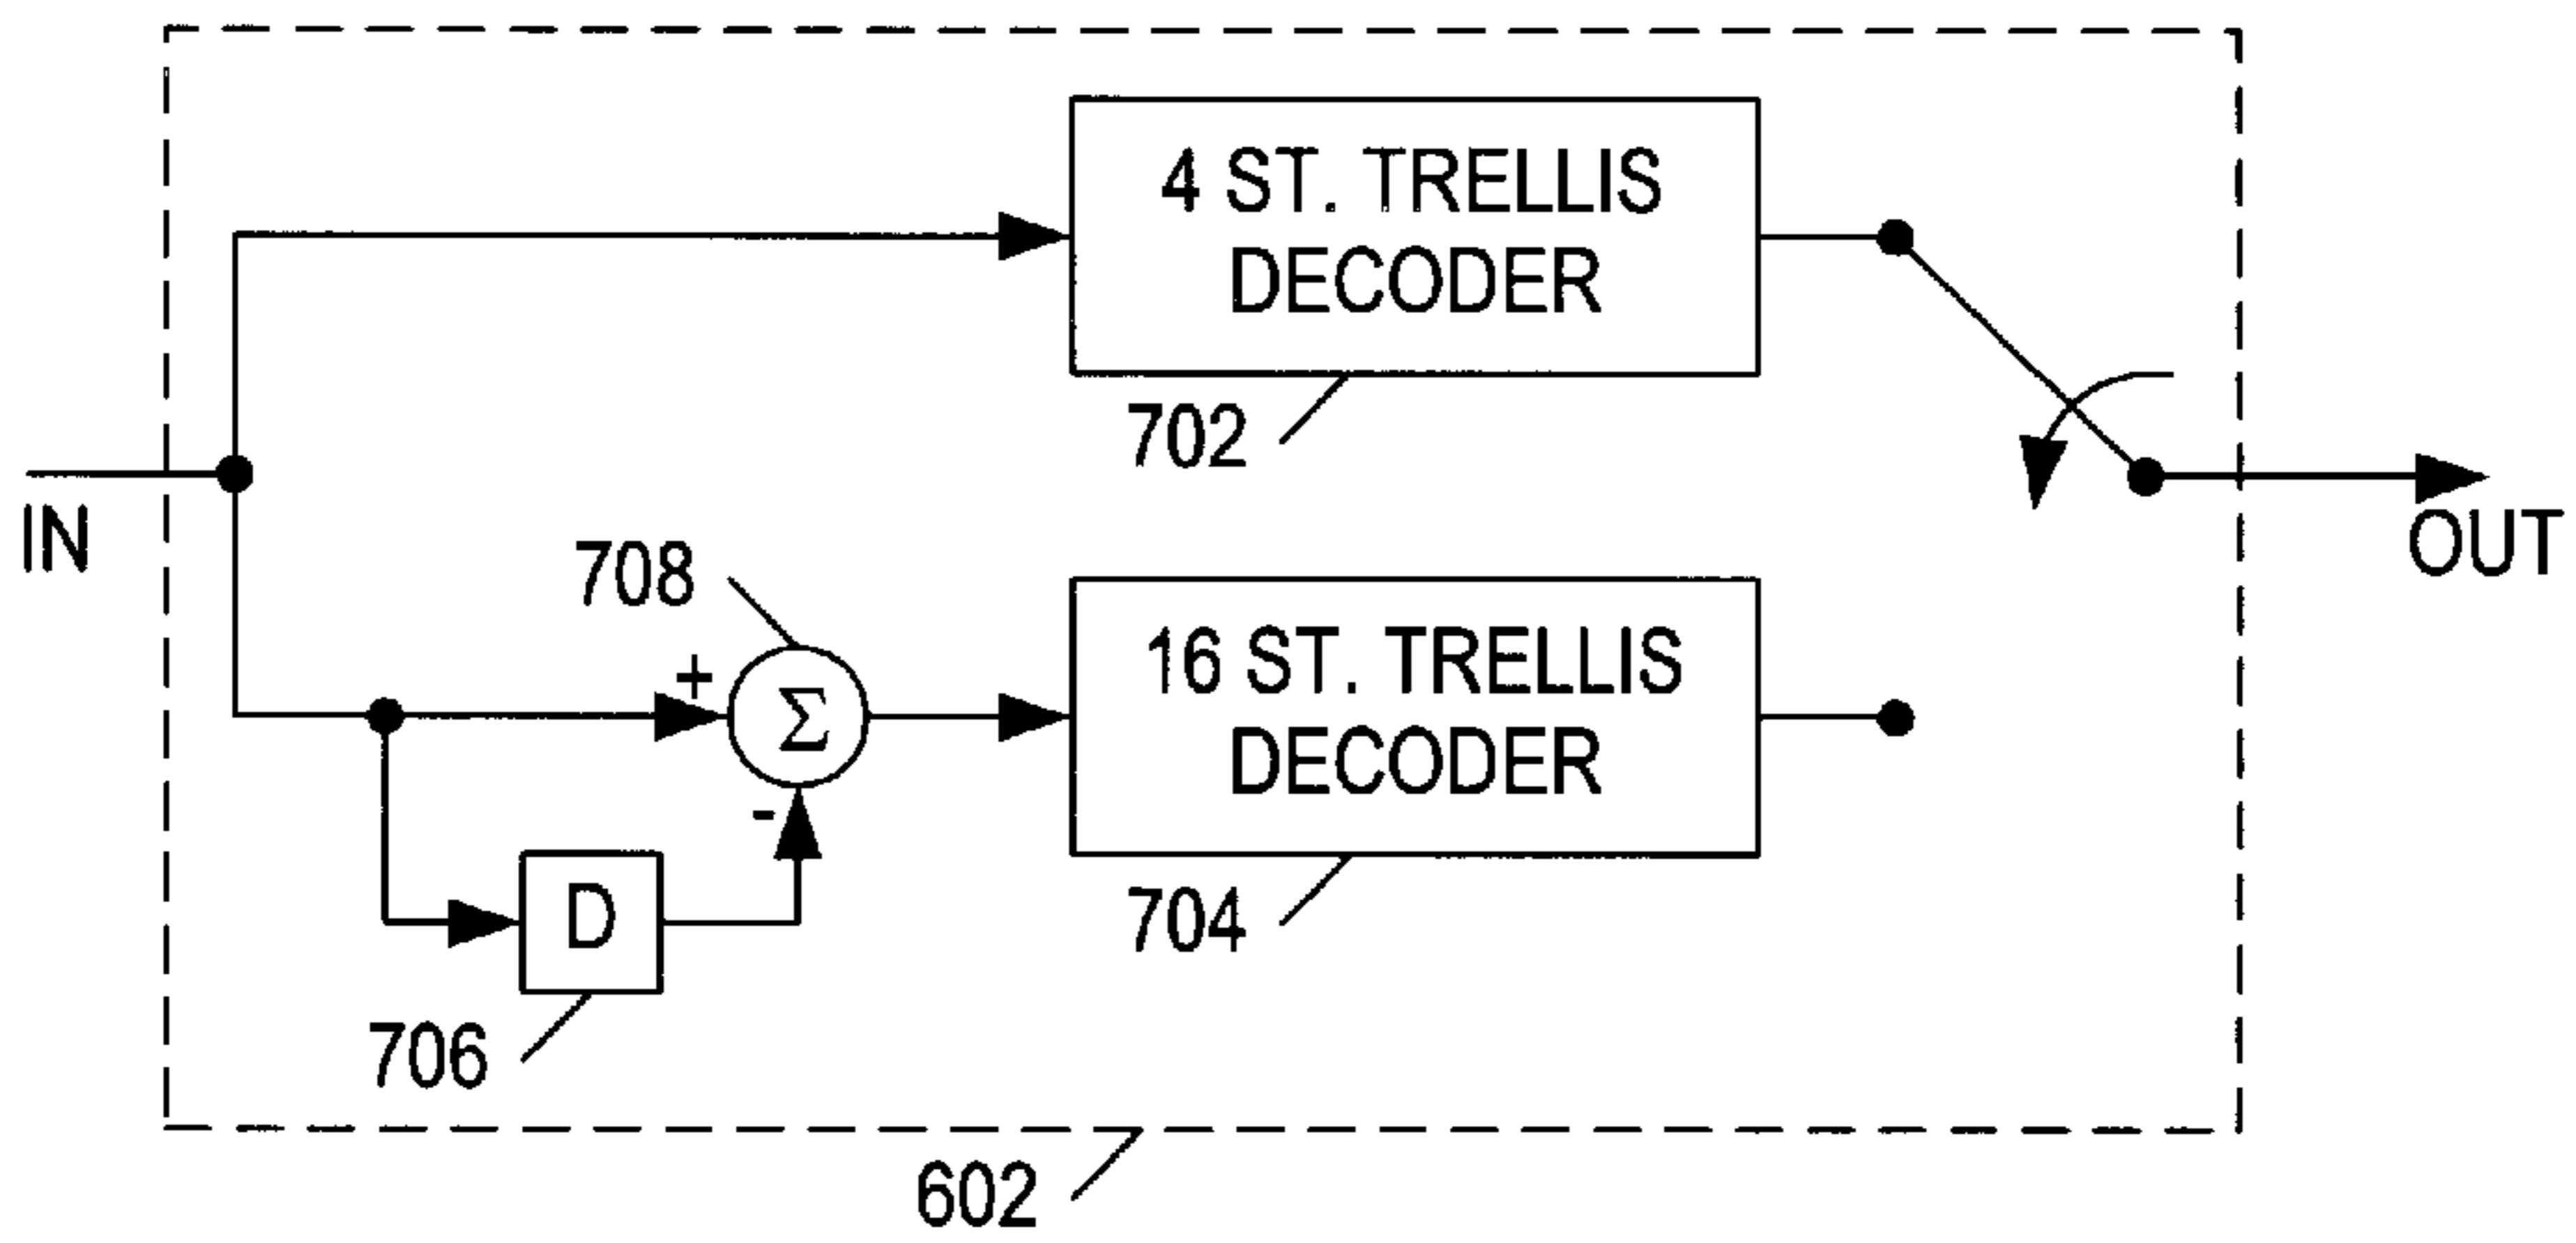 4 ST. TRELLIS
DECODER
702
IN
OUT
708
+
Σ
-
16 ST. TRELLIS
DECODER
704
D
706
602